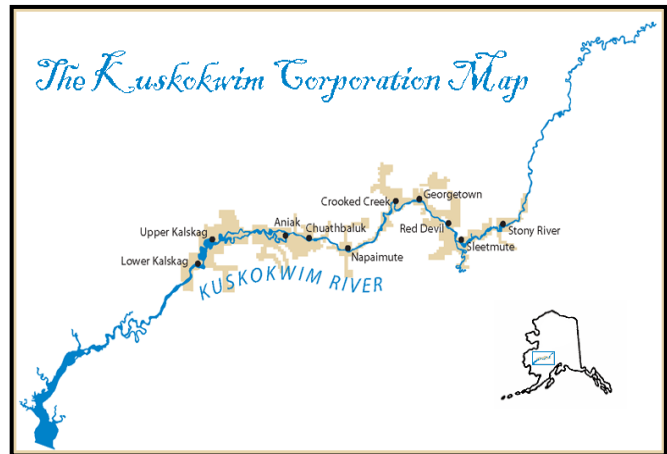 The Kuskokwim Corporation Map
Georgetown
Crooked Creek
Aniak
Chuathbaluk
Red Devil
Stony River
Upper Kalskag
Sleetmute
Napaimute
Lower Kalskag
KUSKOKWIM RIVER